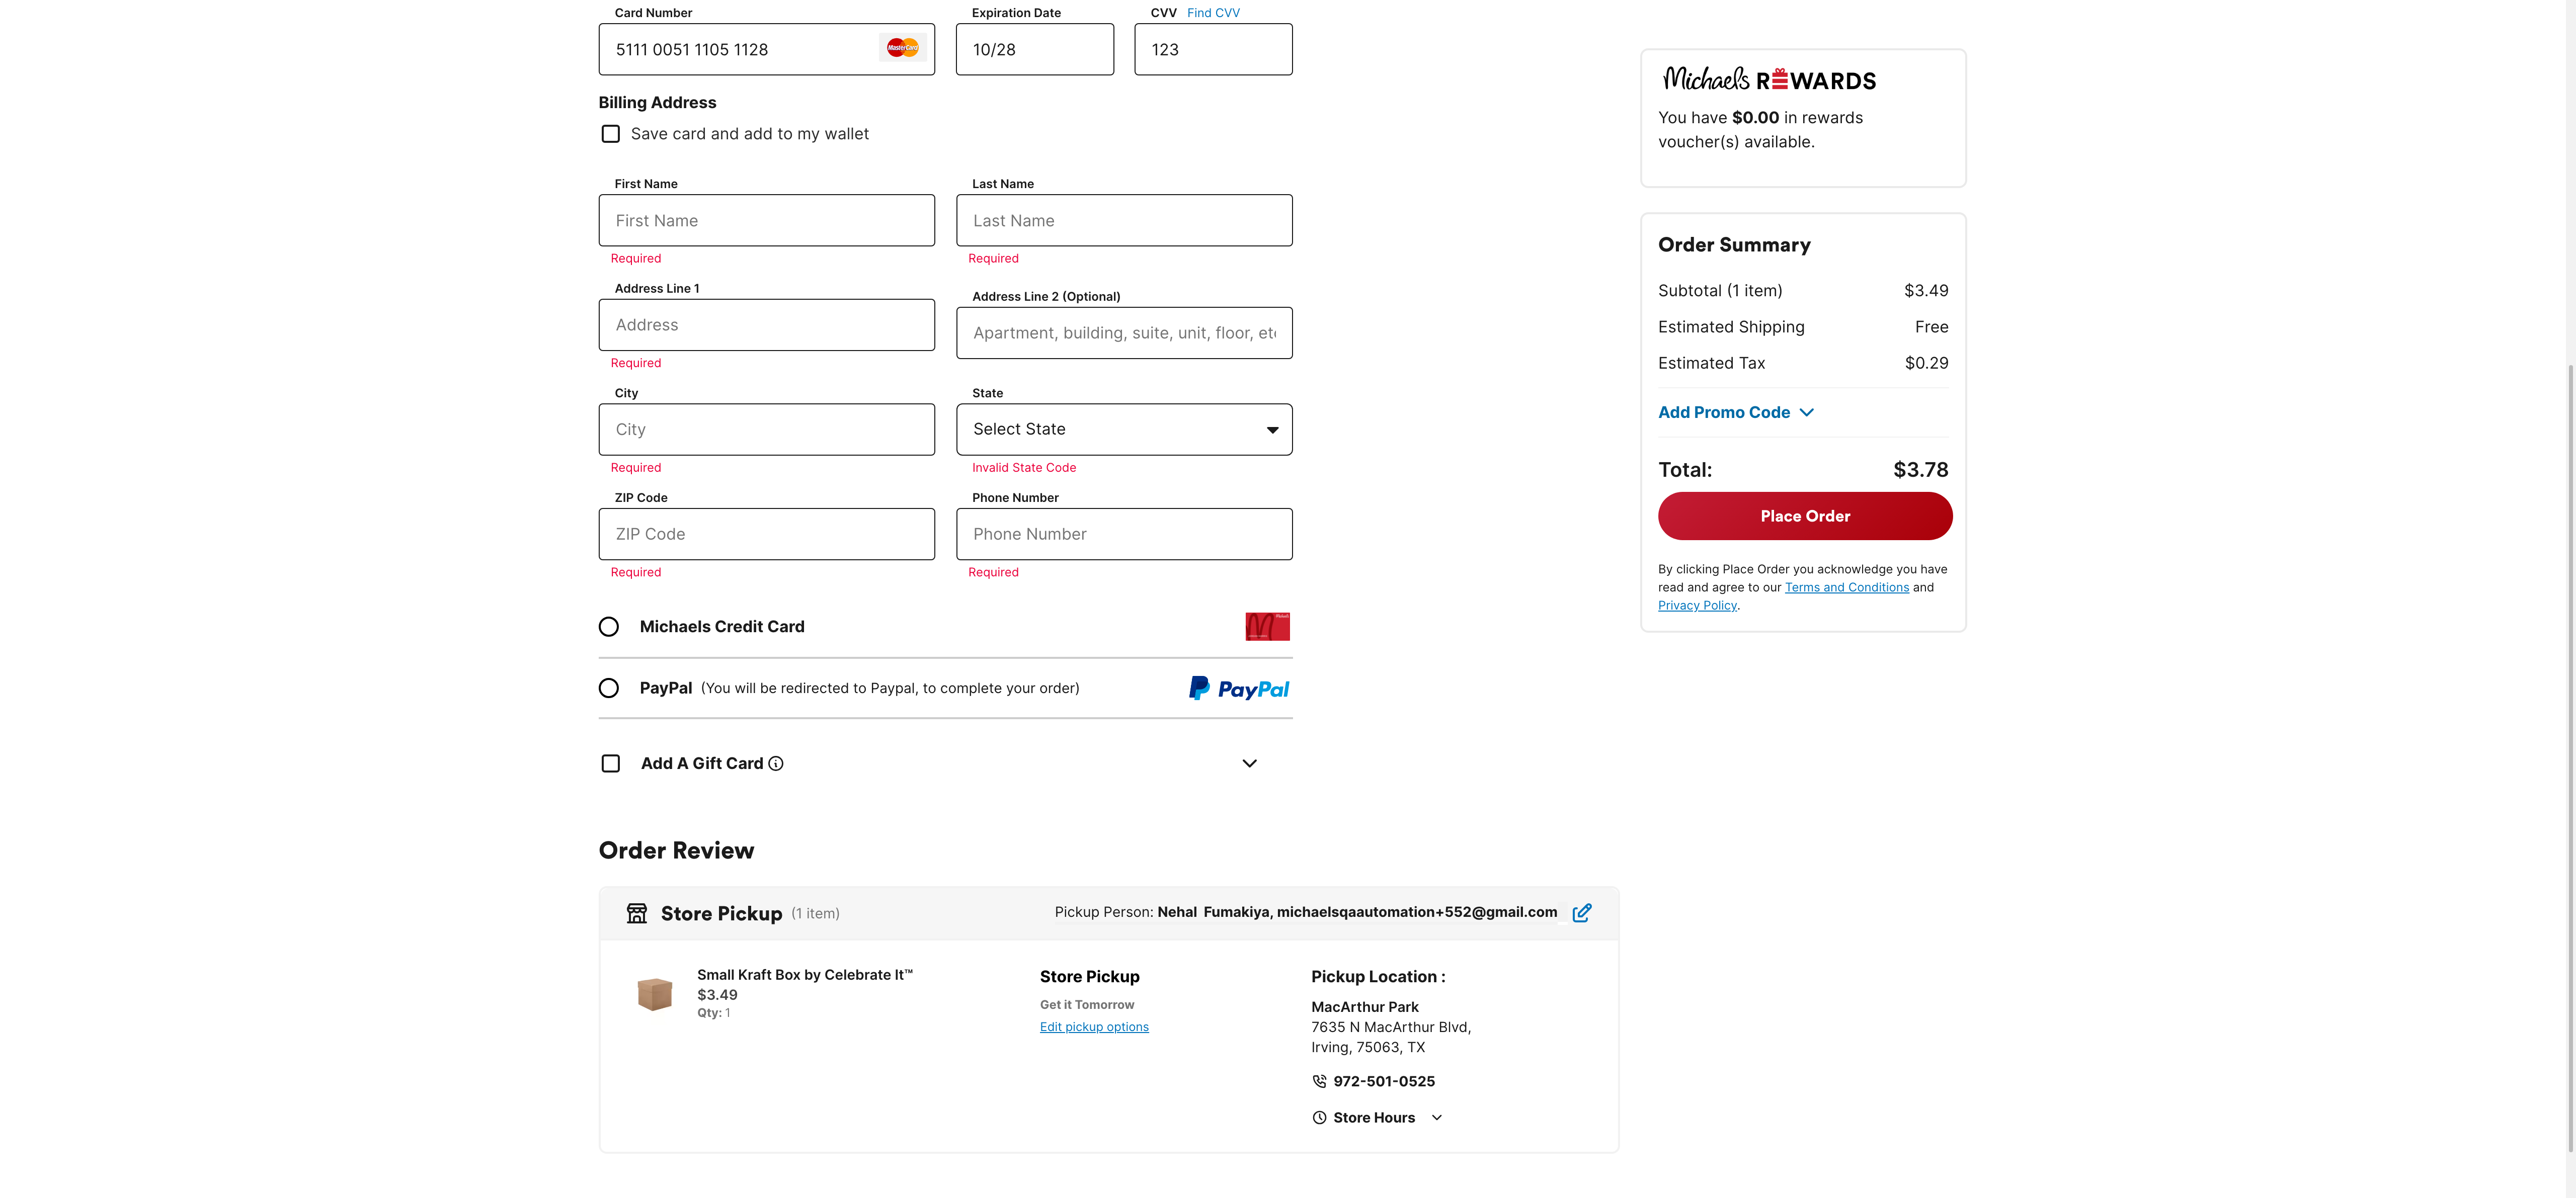 Card Number
5111 0051 1105 1128
MasterCard
Expiration Date
10/28
CVV Find CVV
123
Billing Address
Save card and add to my wallet
First Name
First Name
Required
Last Name
Last Name
Required
Address Line 1
Address
Required
Address Line 2 (Optional)
Apartment, building, suite, unit, floor, etc
City
City
Required
State
Select State
Invalid State Code
ZIP Code
ZIP Code
Required
Phone Number
Phone Number
Required
Michaels Credit Card
PayPal (You will be redirected to Paypal, to complete your order)
PayPal
Add A Gift Card
Order Review
Store Pickup (1 item)
Pickup Person: Nehal Fumakiya, michaelsqaautomation+552@gmail.com
Small Kraft Box by Celebrate It™
$3.49
Qty: 1
Store Pickup
Get it Tomorrow
Edit pickup options
Pickup Location :
MacArthur Park
7635 N MacArthur Blvd,
Irving, 75063, TX
972-501-0525
Store Hours
Michaels REWARDS
You have $0.00 in rewards
voucher(s) available.
Order Summary
Subtotal (1 item) $3.49
Estimated Shipping Free
Estimated Tax $0.29
Add Promo Code
Total: $3.78
Place Order
By clicking Place Order you acknowledge you have
read and agree to our Terms and Conditions and
Privacy Policy.